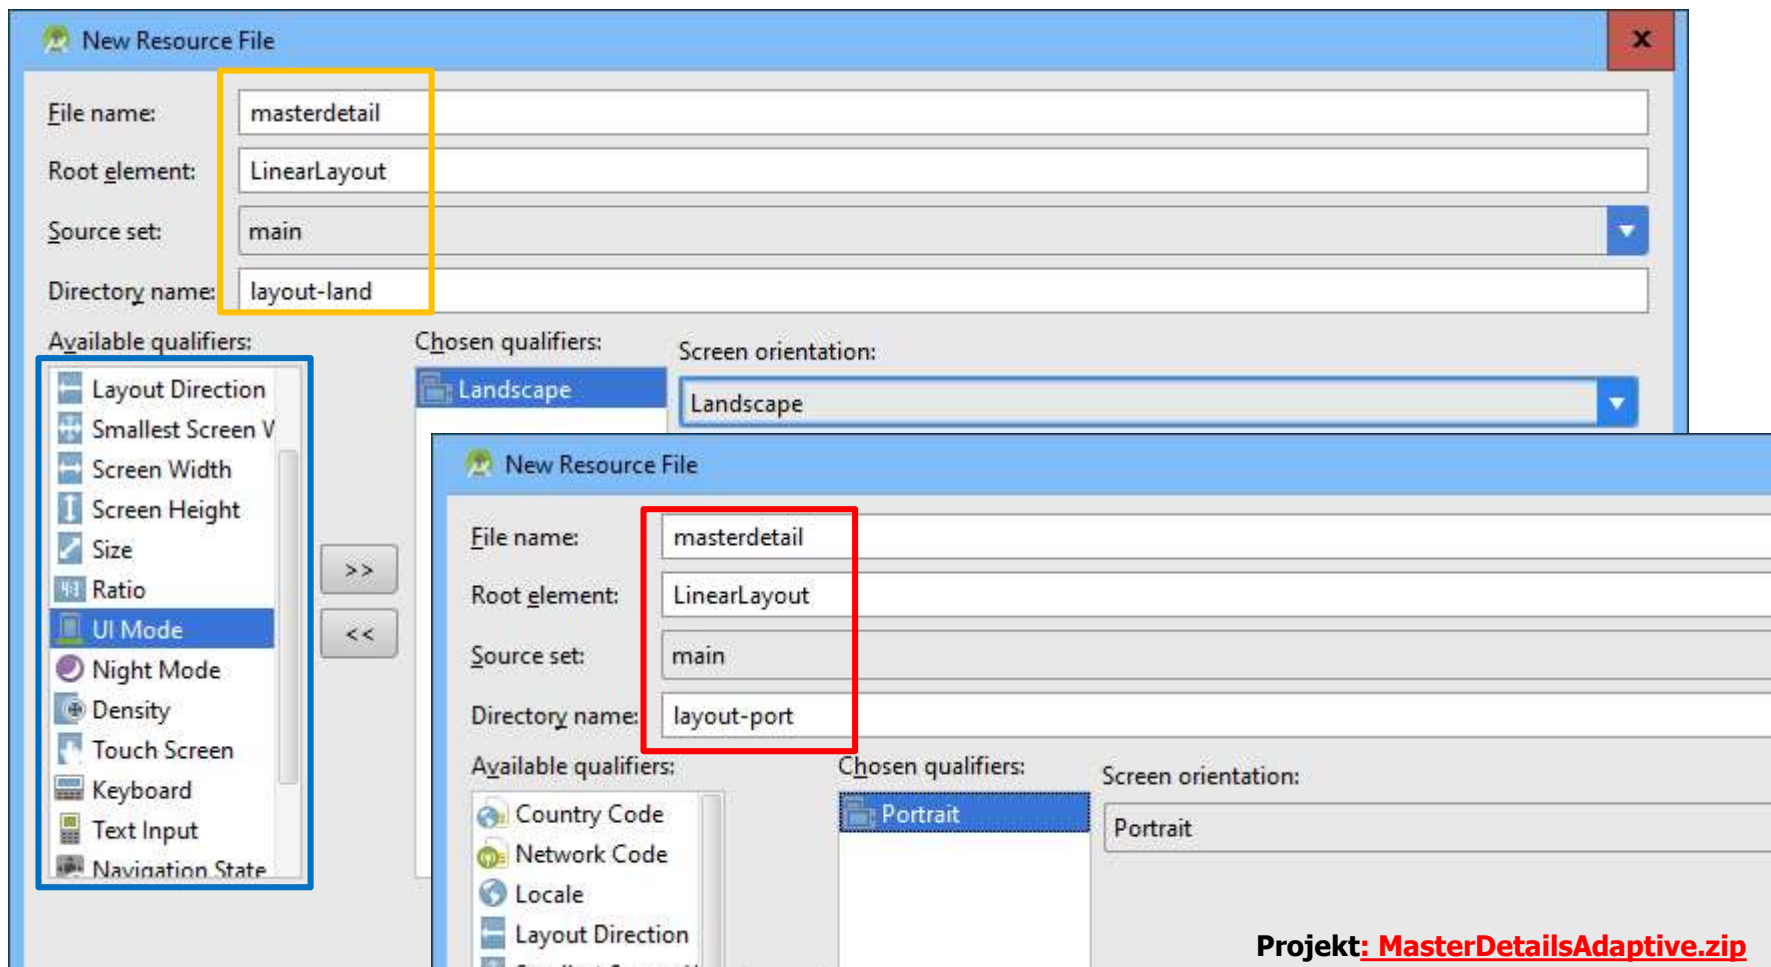 New Resource File
x
File name: masterdetail
Root element: LinearLayout
Source set: main
Directory name: layout-land
Available qualifiers:
Chosen qualifiers:
Screen orientation:
Layout Direction
Smallest Screen
Screen Width
Screen Height
Size
Ratio
UI Mode
Night Mode
Density
Touch Screen
Keyboard
Text Input
Navigation State
>>
<<
Landscape
Landscape
New Resource File
File name: masterdetail
Root element: LinearLayout
Source set: main
Directory name: layout-port
Available qualifiers:
Chosen qualifiers:
Screen orientation:
Country Code
Network Code
Locale
Layout Direction
Portrait
Portrait
Projekt: MasterDetailsAdaptive.zip